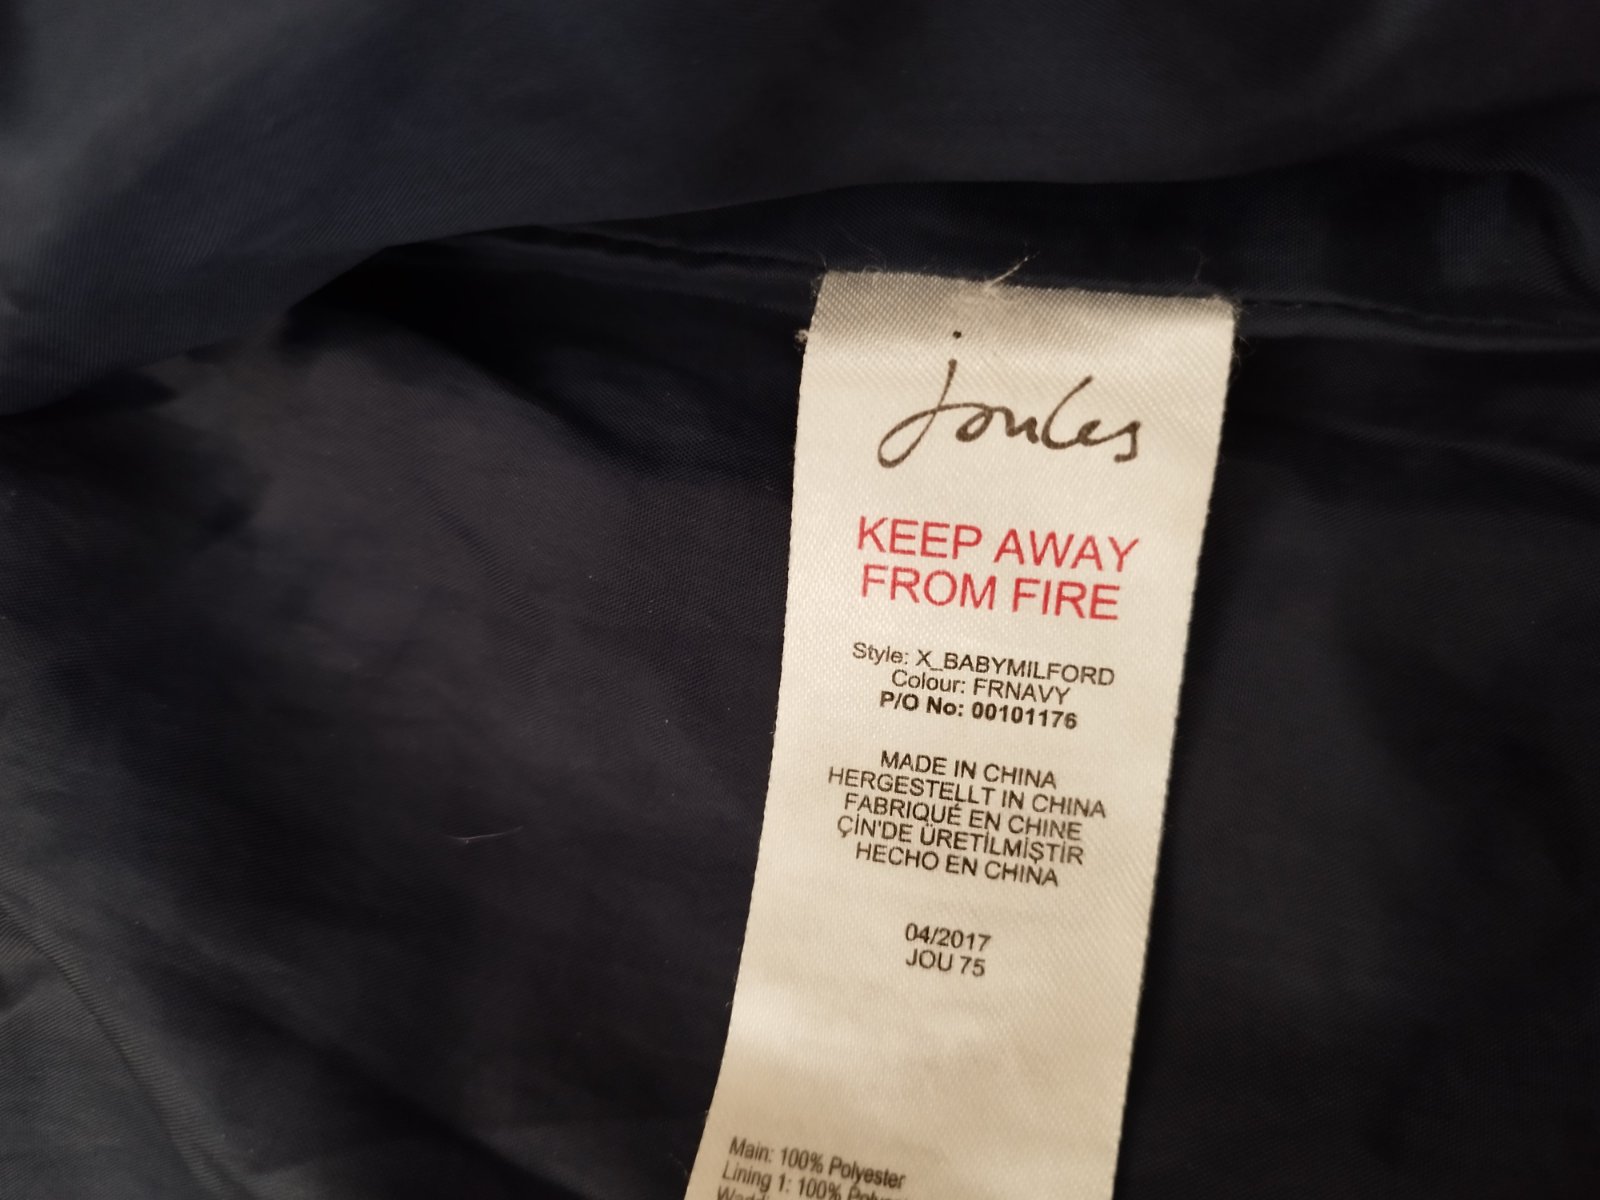 Joules
KEEP AWAY
FROM FIRE
Style: X_BABYMILFORD
Colour: FRNAVY
P/O No: 00101176
MADE IN CHINA
HERGESTELLT IN CHINA
FABRIQUÉ EN CHINE
ÇİN'DE ÜRETİLMİŞTİR
HECHO EN CHINA
04/2017
JOU 75
Main: 100% Polyester
Lining 1: 100%